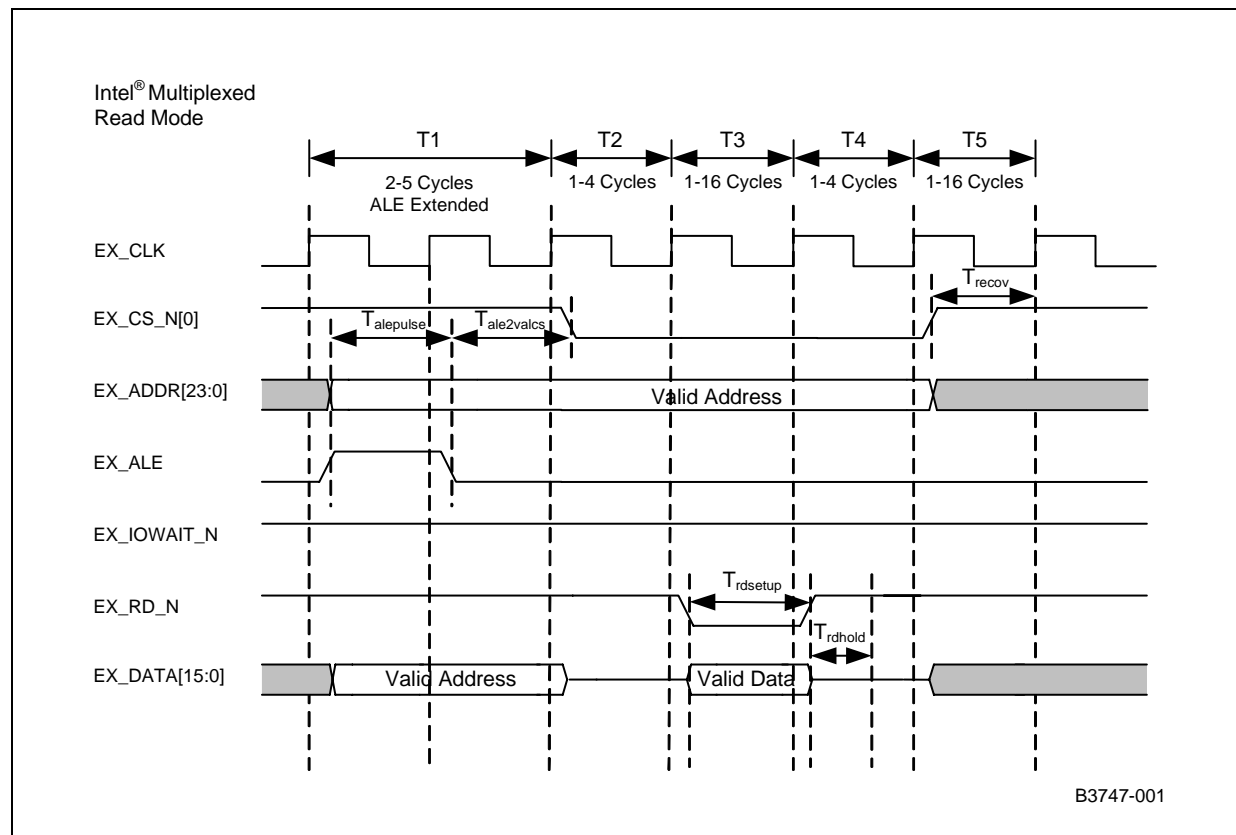 Intel® Multiplexed
Read Mode
T1 T2 T3 T4 T5
2-5 Cycles 1-4 Cycles 1-16 Cycles 1-4 Cycles 1-16 Cycles
ALE Extended
EX_CLK
Trecov
EX_CS_N[0]
Talepulse Tale2valcs
EX_ADDR[23:0] Valid Address
EX_ALE
EX_IOWAIT_N
Trdsetup
EX_RD_N
Trdhold
EX_DATA[15:0] Valid Address Valid Data
B3747-001